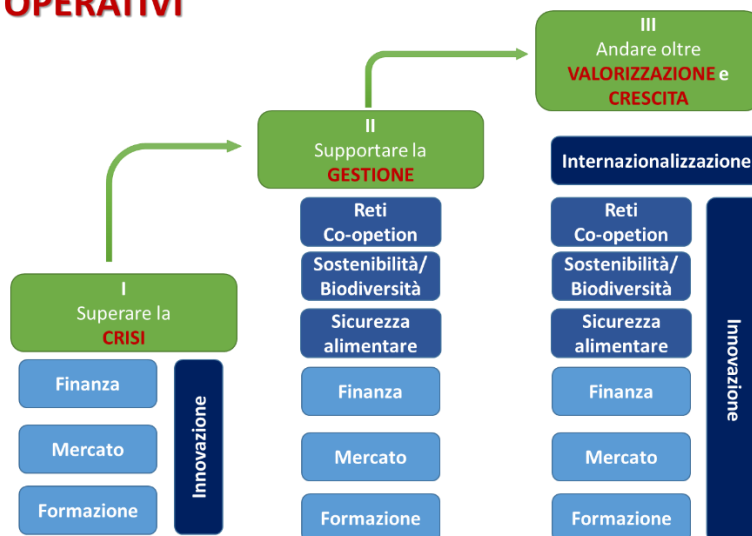 OPERATIVI
I
Superare la
CRISI
Finanza
Mercato
Formazione
Innovazione
II
Supportare la
GESTIONE
Reti
Co-opetion
Sostenibilità/
Biodiversità
Sicurezza
alimentare
Finanza
Mercato
Formazione
III
Andare oltre
VALORIZZAZIONE e
CRESCITA
Internazionalizzazione
Reti
Co-opetion
Sostenibilità/
Biodiversità
Sicurezza
alimentare
Finanza
Mercato
Formazione
Innovazione